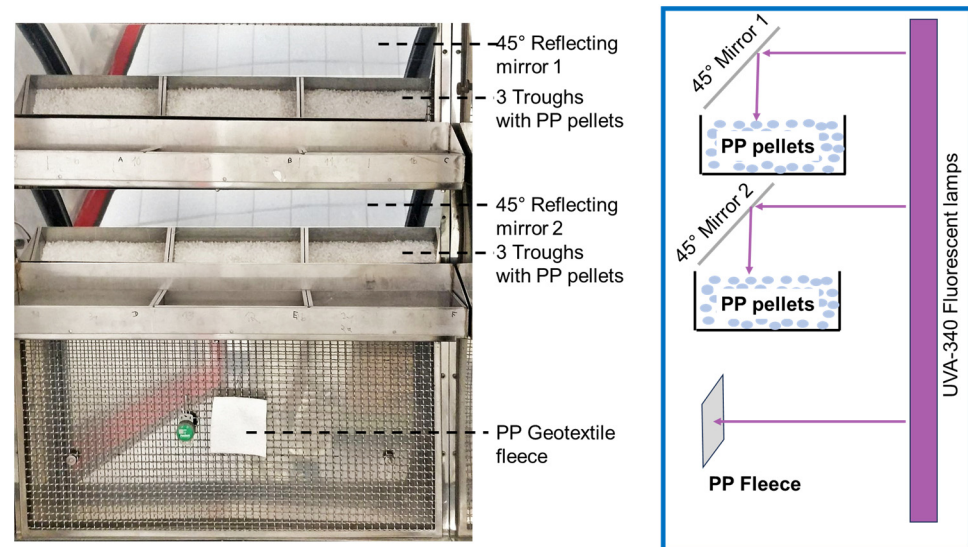 45° Reflecting
mirror 1
3 Troughs
with PP pellets
A
B
C
45° Reflecting
mirror 2
3 Troughs
with PP pellets
D
E
F
PP Geotextile
fleece
45° Mirror 1
PP pellets
45° Mirror 2
PP pellets
PP Fleece
UVA-340 Fluorescent lamps